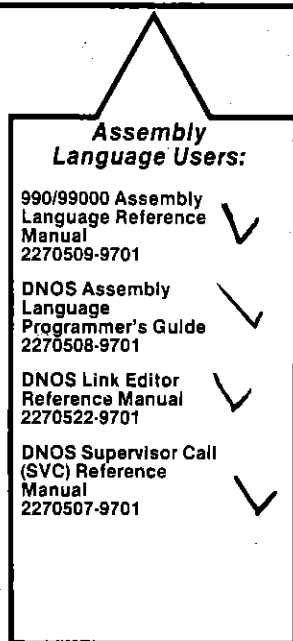 Assembly
Language Users:
990/99000 Assembly
Language Reference
Manual
2270509-9701
DNOS Assembly
Language
Programmer's Guide
2270508-9701
DNOS Link Editor
Reference Manual
2270522-9701
DNOS Supervisor Call
(SVC) Reference
Manual
2270507-9701